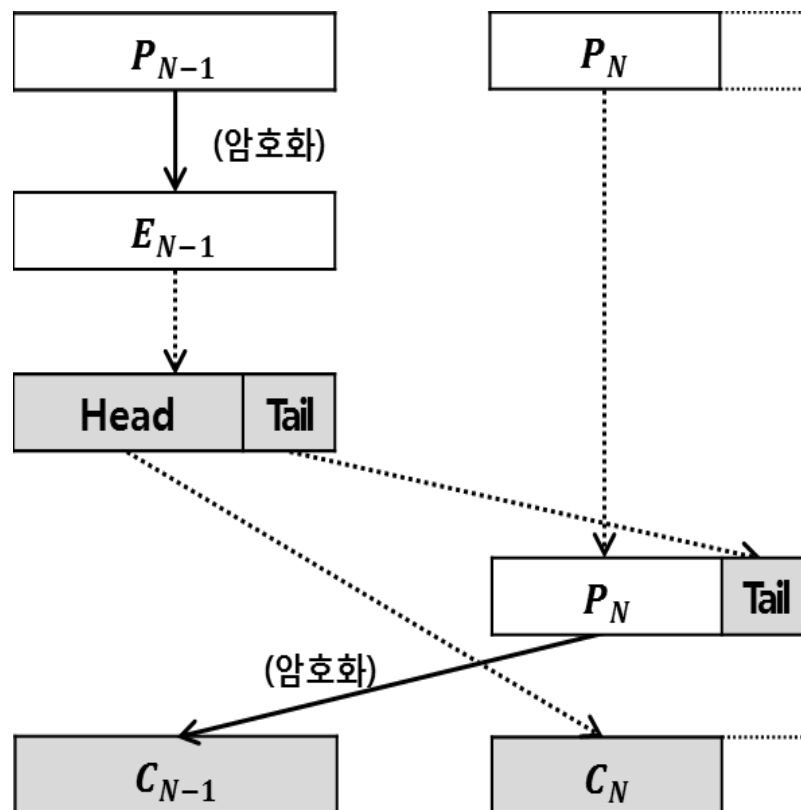 P_{N-1} P_N
(암호화)
E_{N-1}
Head Tail
P_N Tail
(암호화)
C_{N-1} C_N